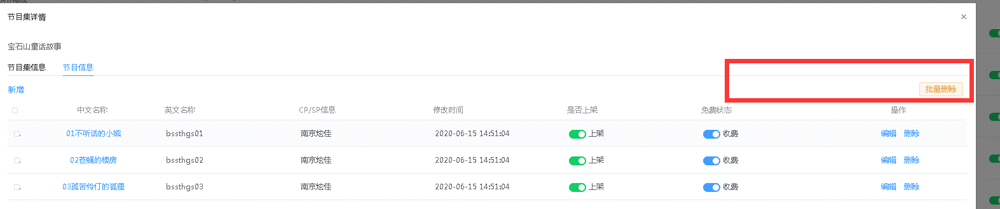 节目集详情 ×
宝石山童话故事
节目集信息 节目信息
新增 批量删除
中文名称 英文名称 CP/SP信息 修改时间 是否上架 免费状态 操作
01不听话的小熊 bssthgs01 南京炫佳 2020-06-15 14:51:04 上架 收费 编辑 删除
02苍蝇的楼房 bssthgs02 南京炫佳 2020-06-15 14:51:04 上架 收费 编辑 删除
03孤苦伶仃的狐狸 bssthgs03 南京炫佳 2020-06-15 14:51:04 上架 收费 编辑 删除